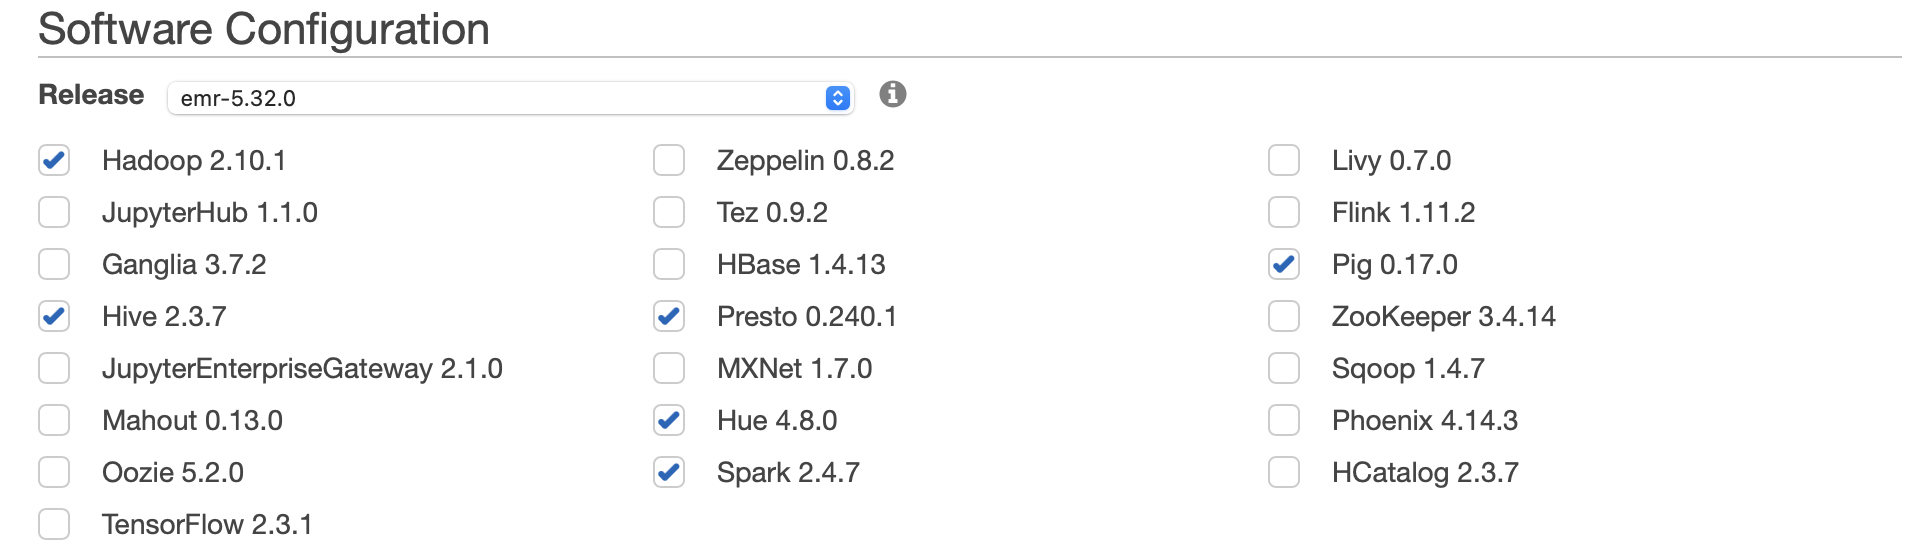 Software Configuration
Release emr-5.32.0
Hadoop 2.10.1 Zeppelin 0.8.2 Livy 0.7.0
JupyterHub 1.1.0 Tez 0.9.2 Flink 1.11.2
Ganglia 3.7.2 HBase 1.4.13 Pig 0.17.0
Hive 2.3.7 Presto 0.240.1 ZooKeeper 3.4.14
JupyterEnterpriseGateway 2.1.0 MXNet 1.7.0 Sqoop 1.4.7
Mahout 0.13.0 Hue 4.8.0 Phoenix 4.14.3
Oozie 5.2.0 Spark 2.4.7 HCatalog 2.3.7
TensorFlow 2.3.1